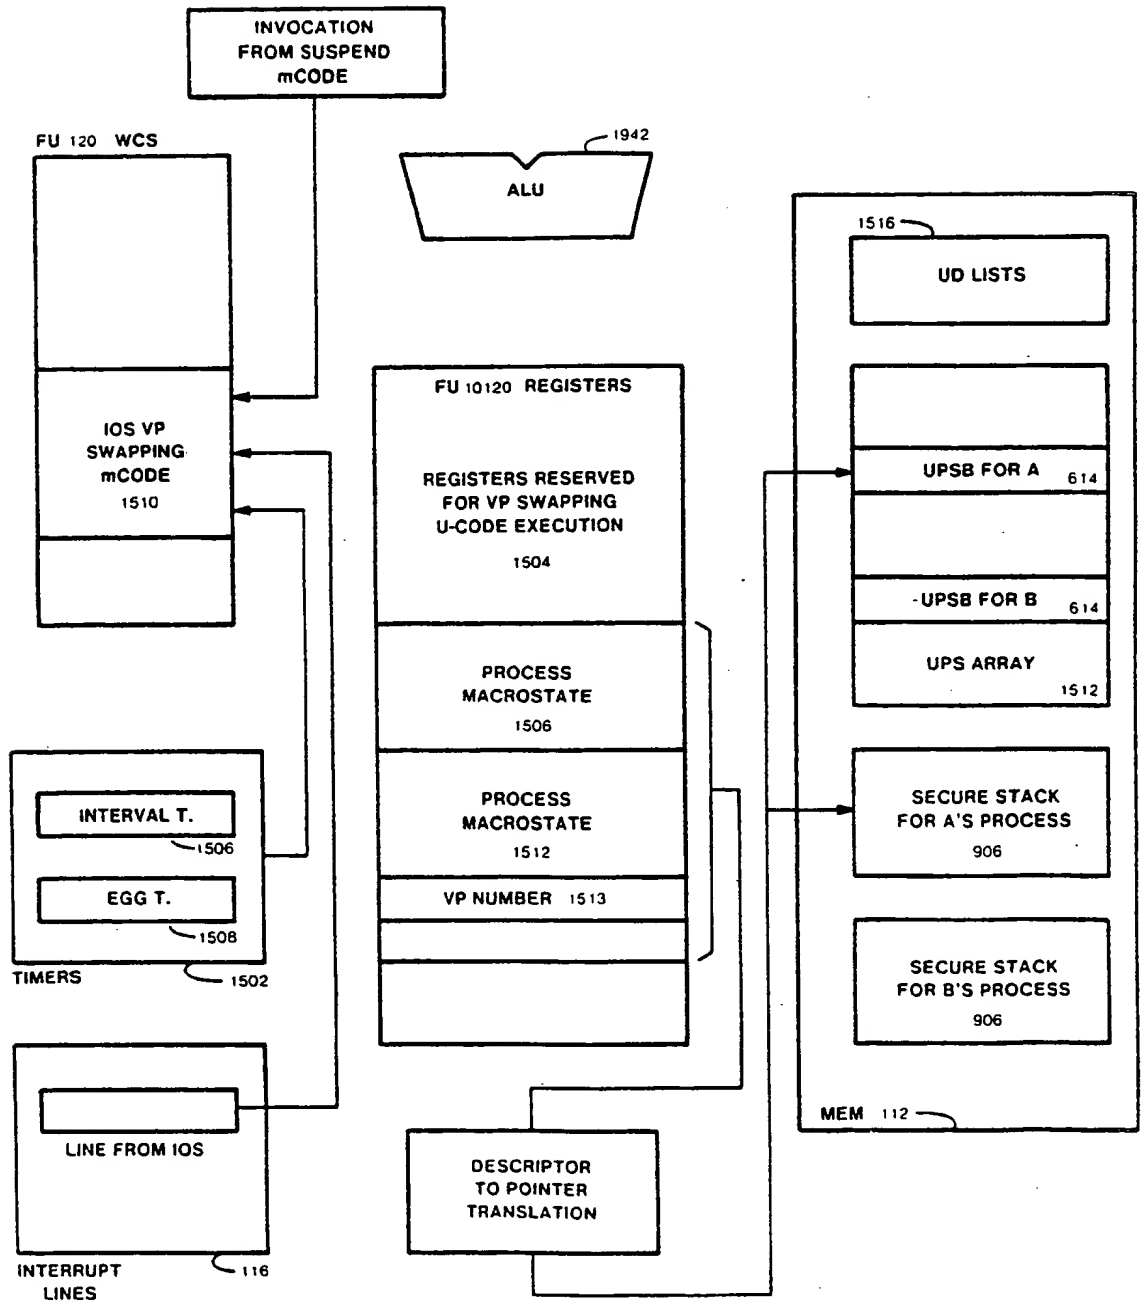 INVOCATION
FROM SUSPEND
mCODE
FU 120 WCS
IOS VP
SWAPPING
mCODE
1510
1942
ALU
FU 10120 REGISTERS
REGISTERS RESERVED
FOR VP SWAPPING
U-CODE EXECUTION
1504
PROCESS
MACROSTATE
1506
PROCESS
MACROSTATE
1512
VP NUMBER 1513
INTERVAL T.
1506
EGG T.
1508
TIMERS
1502
LINE FROM IOS
INTERRUPT
LINES
116
DESCRIPTOR
TO POINTER
TRANSLATION
1516
UD LISTS
UPSB FOR A 614
UPSB FOR B 614
UPS ARRAY
1512
SECURE STACK
FOR A'S PROCESS
906
SECURE STACK
FOR B'S PROCESS
906
MEM 112